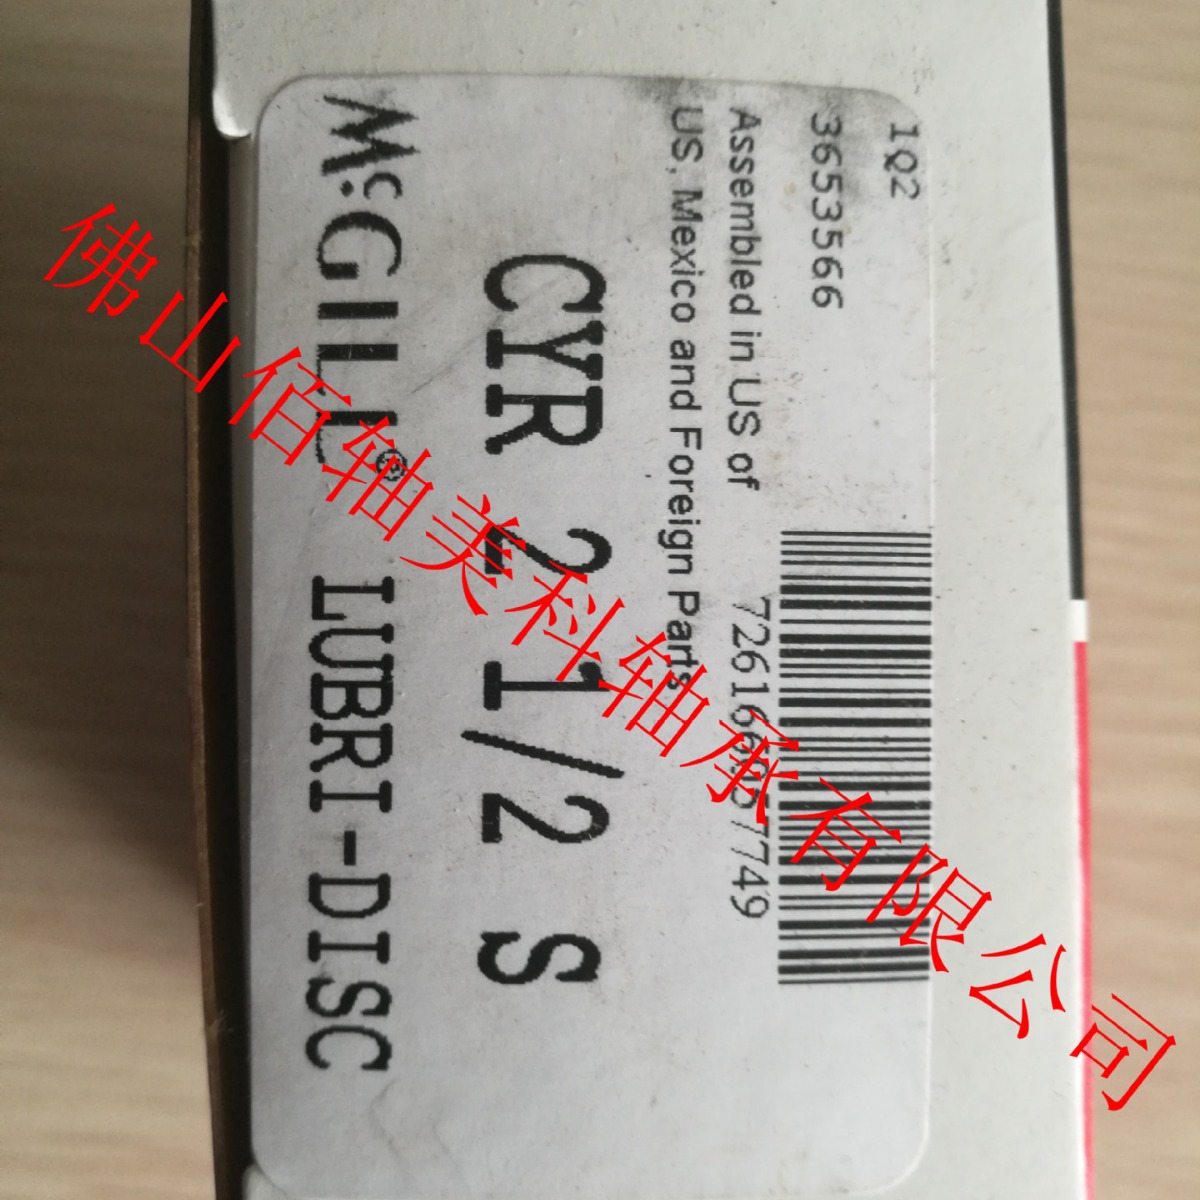 1Q2
3653566
Assembled in US of
US, Mexico and Foreign Parts
CYR 2 1/2 S
McGILL® LUBRI-DISC
佛山佰轴美科轴承有限公司